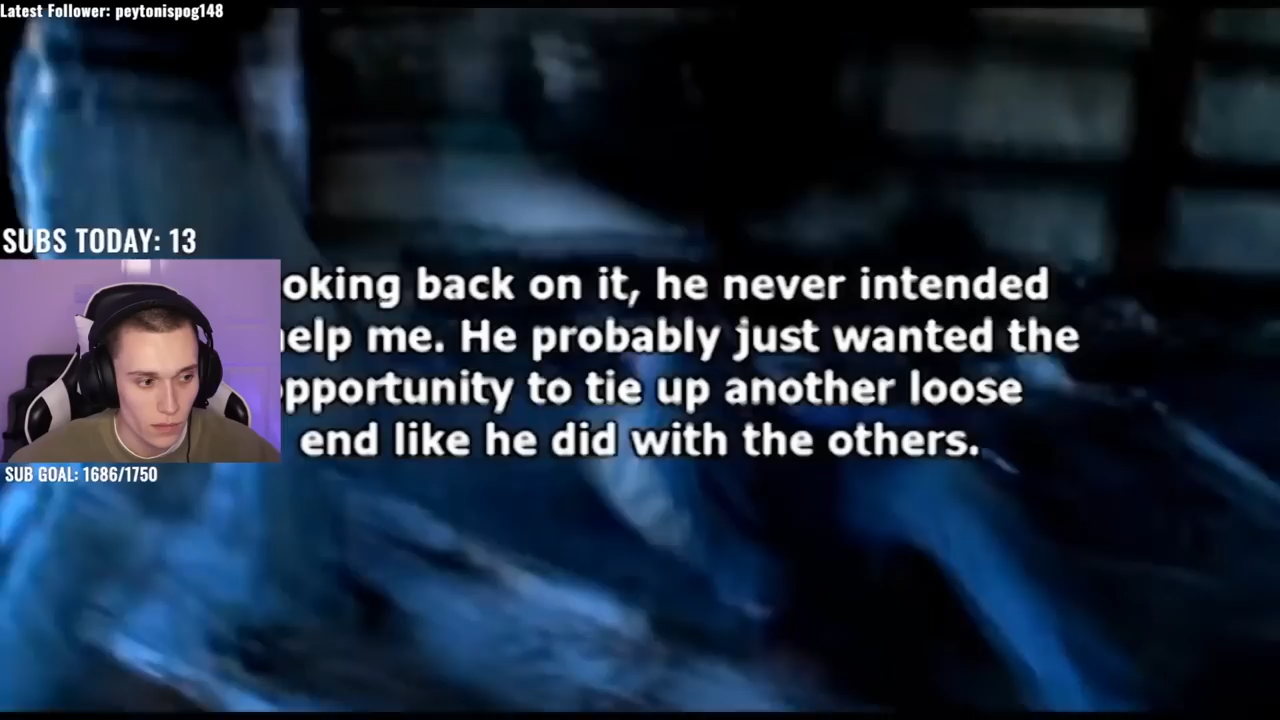 Latest Follower: peytonispog148
SUBS TODAY: 13
oking back on it, he never intended
elp me. He probably just wanted the
pportunity to tie up another loose
end like he did with the others.
SUB GOAL: 1686/1750